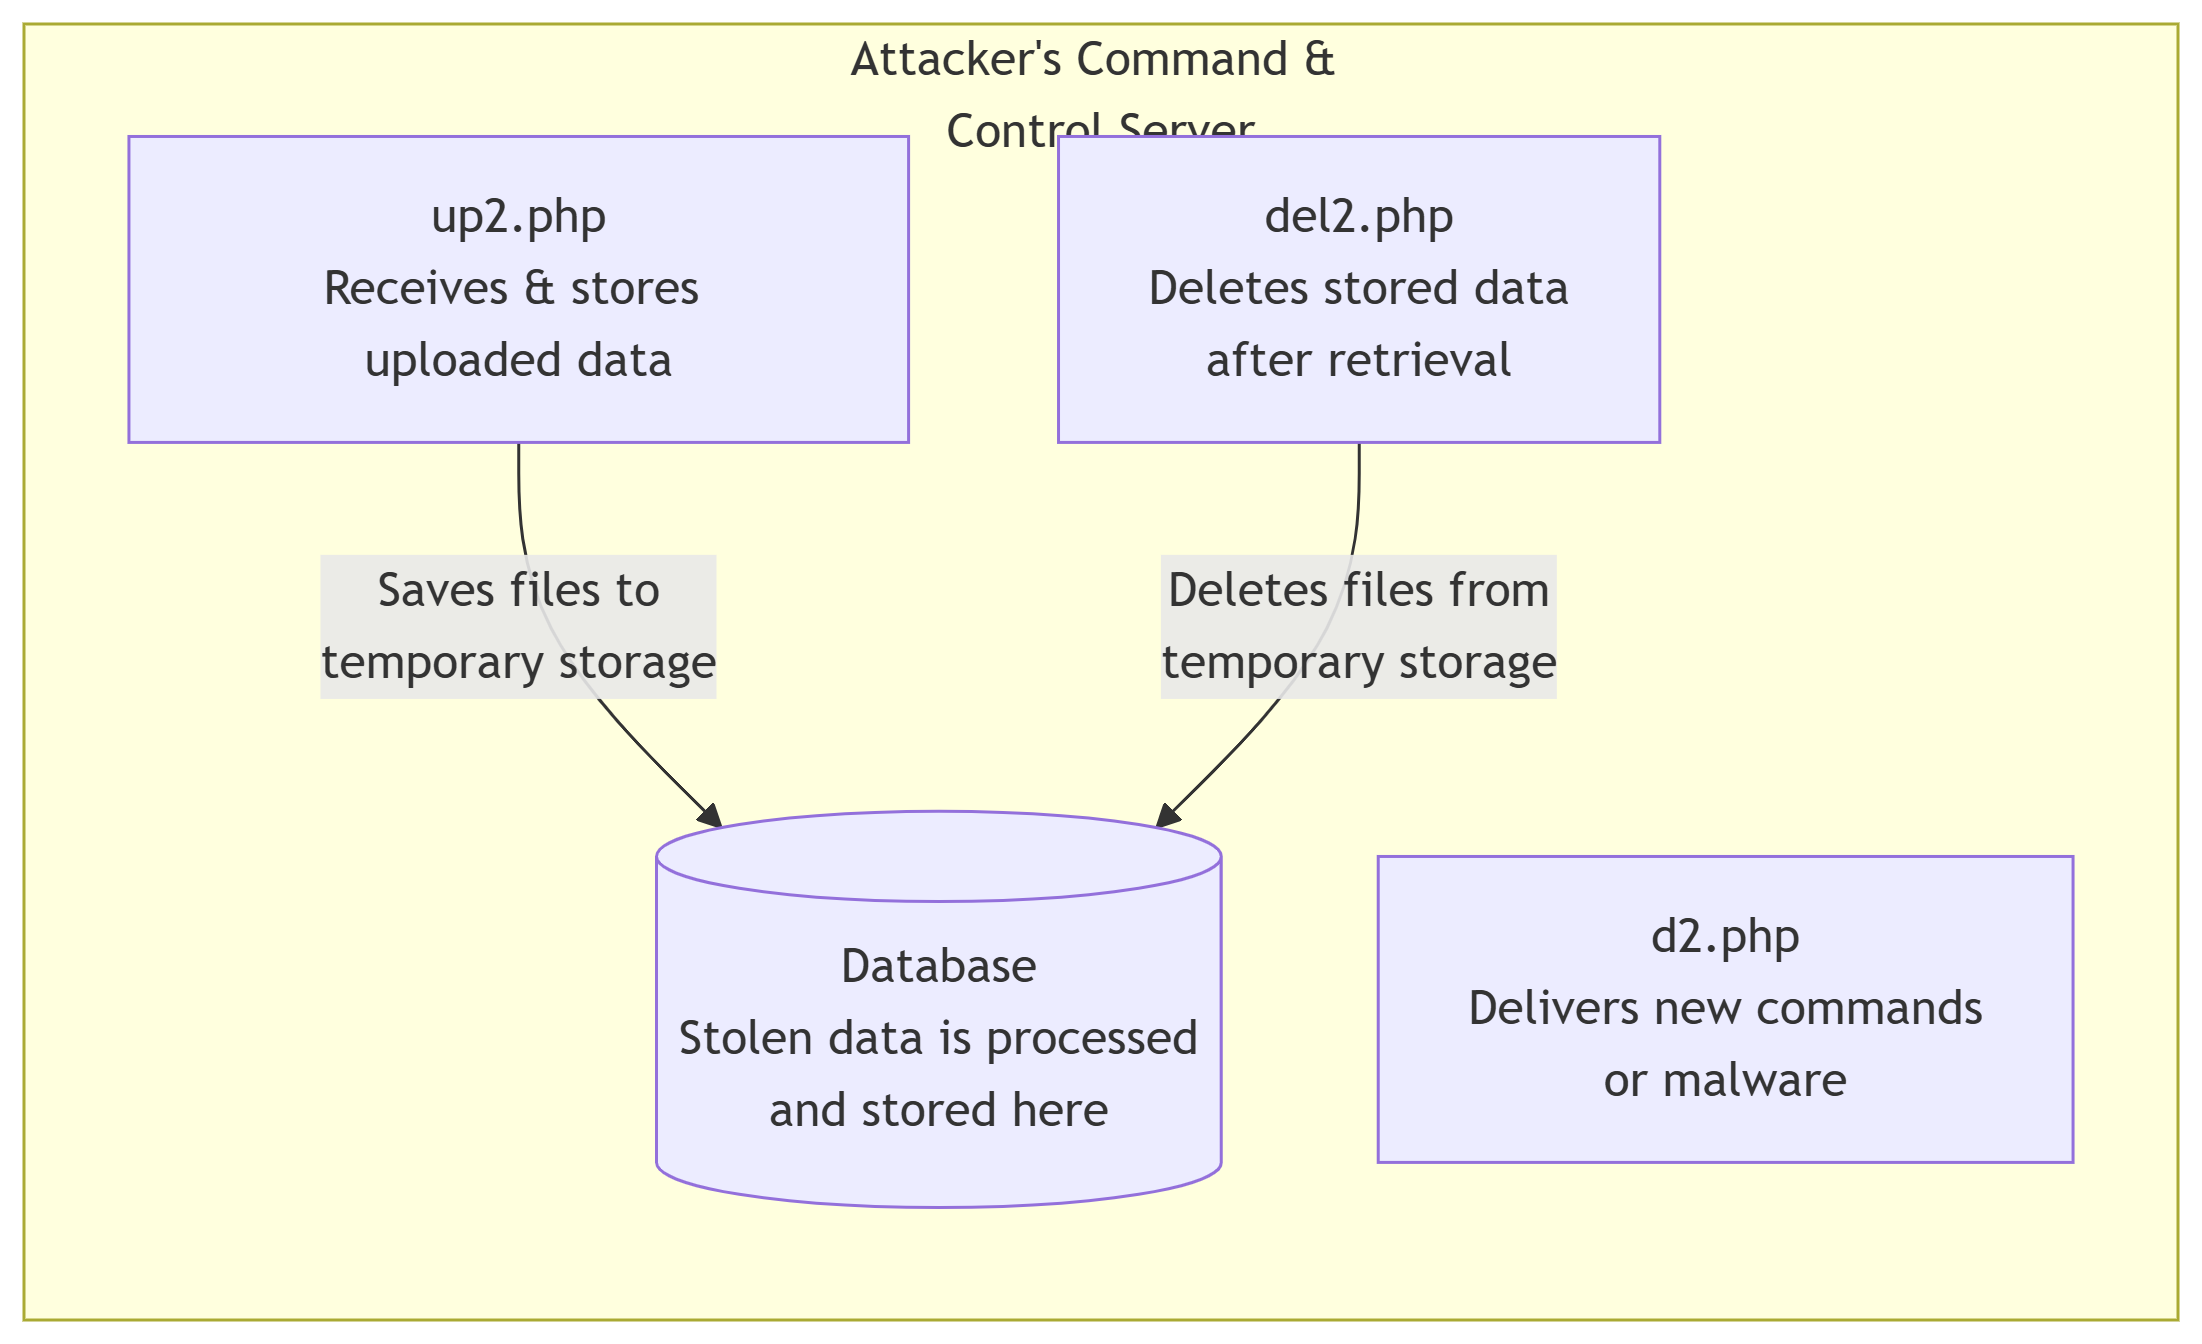 Attacker's Command &
Control Server
up2.php
Receives & stores
uploaded data
del2.php
Deletes stored data
after retrieval
Saves files to
temporary storage
Deletes files from
temporary storage
Database
Stolen data is processed
and stored here
d2.php
Delivers new commands
or malware